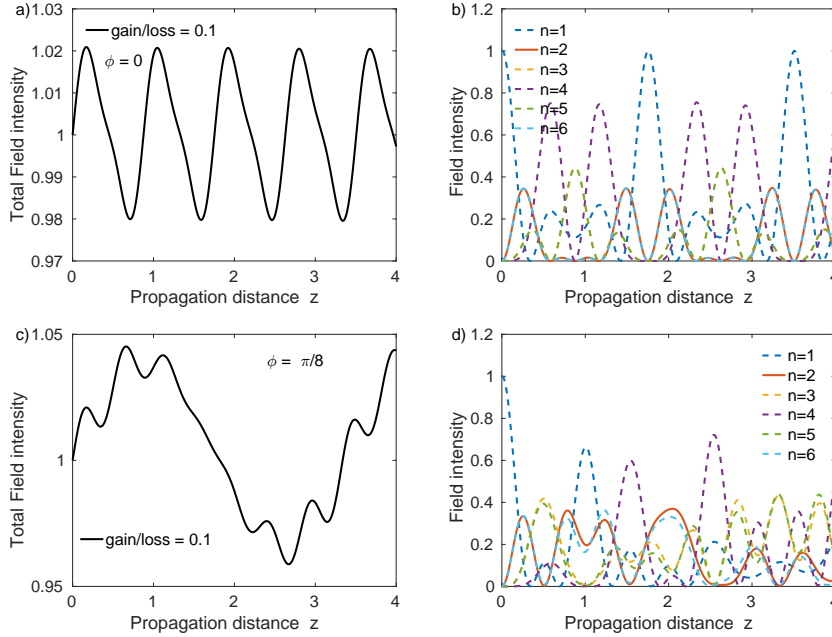 a)
1.03
1.02
1.01
1
0.99
0.98
0.97
Total Field intensity
gain/loss = 0.1
ϕ = 0
0 1 2 3 4
Propagation distance z
b)
1.2
1
0.8
0.6
0.4
0.2
0
Field intensity
n=1
n=2
n=3
n=4
n=5
n=6
0 1 2 3 4
Propagation distance z
c)
1.05
1
0.95
Total Field intensity
ϕ = π/8
gain/loss = 0.1
0 1 2 3 4
Propagation distance z
d)
1.2
1
0.8
0.6
0.4
0.2
0
Field intensity
n=1
n=2
n=3
n=4
n=5
n=6
0 1 2 3 4
Propagation distance z